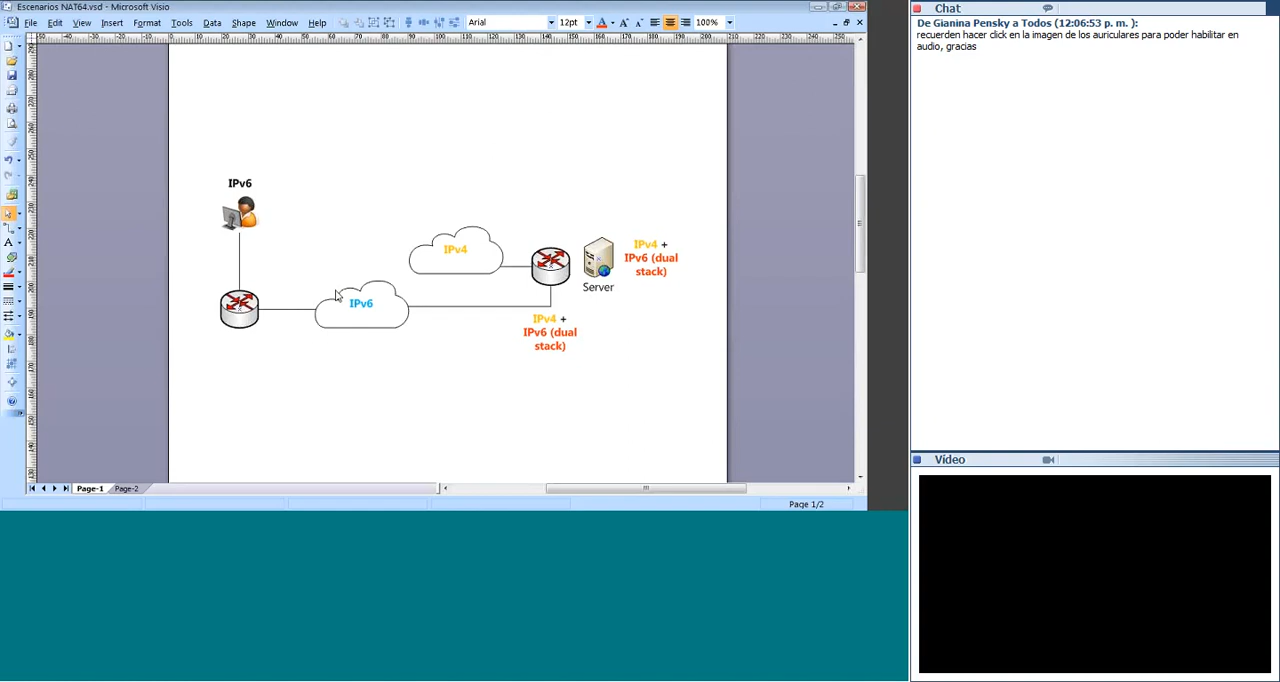 Escenarios NAT64.vsd - Microsoft Visio
File Edit View Insert Format Tools Data Shape Window Help Arial 12pt 100%
IPv6
IPv4
IPv6
Server
IPv4 +
IPv6 (dual
stack)
IPv4 +
IPv6 (dual
stack)
Page-1 Page-2
Page 1/2
Chat
De Gianina Pensky a Todos (12:06:53 p. m. ):
recuerden hacer click en la imagen de los auriculares para poder habilitar en
audio, gracias
Vídeo